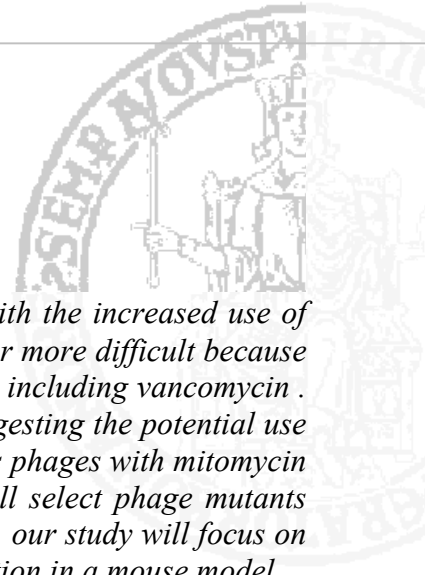 ith the increased use of
r more difficult because
including vancomycin .
gesting the potential use
s phages with mitomycin
ll select phage mutants
our study will focus on
tion in a mouse model